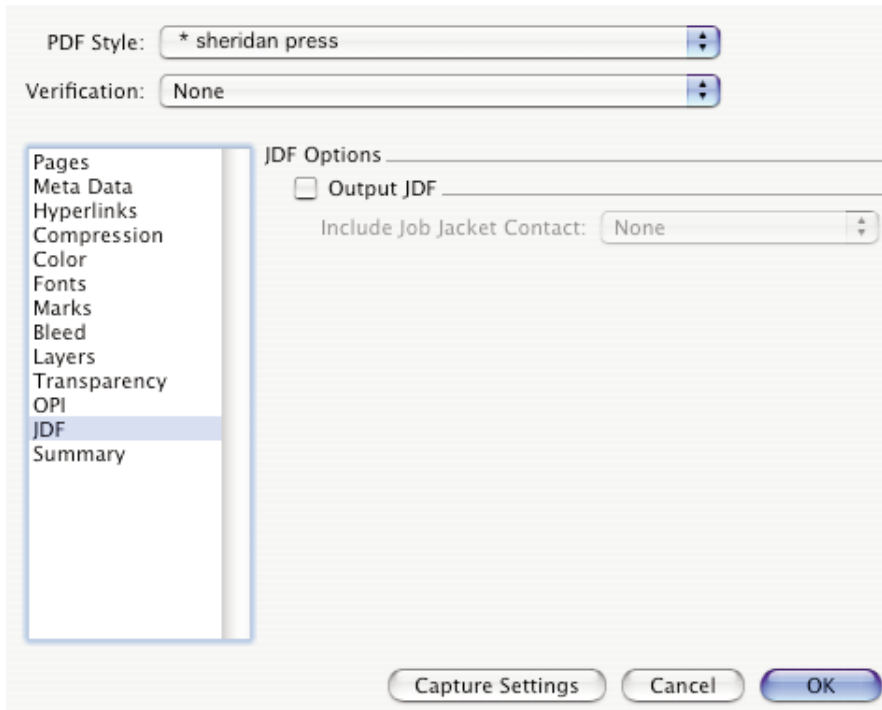 PDF Style: * sheridan press
Verification: None
Pages
Meta Data
Hyperlinks
Compression
Color
Fonts
Marks
Bleed
Layers
Transparency
OPI
JDF
Summary
JDF Options
Output JDF
Include Job Jacket Contact: None
Capture Settings Cancel OK